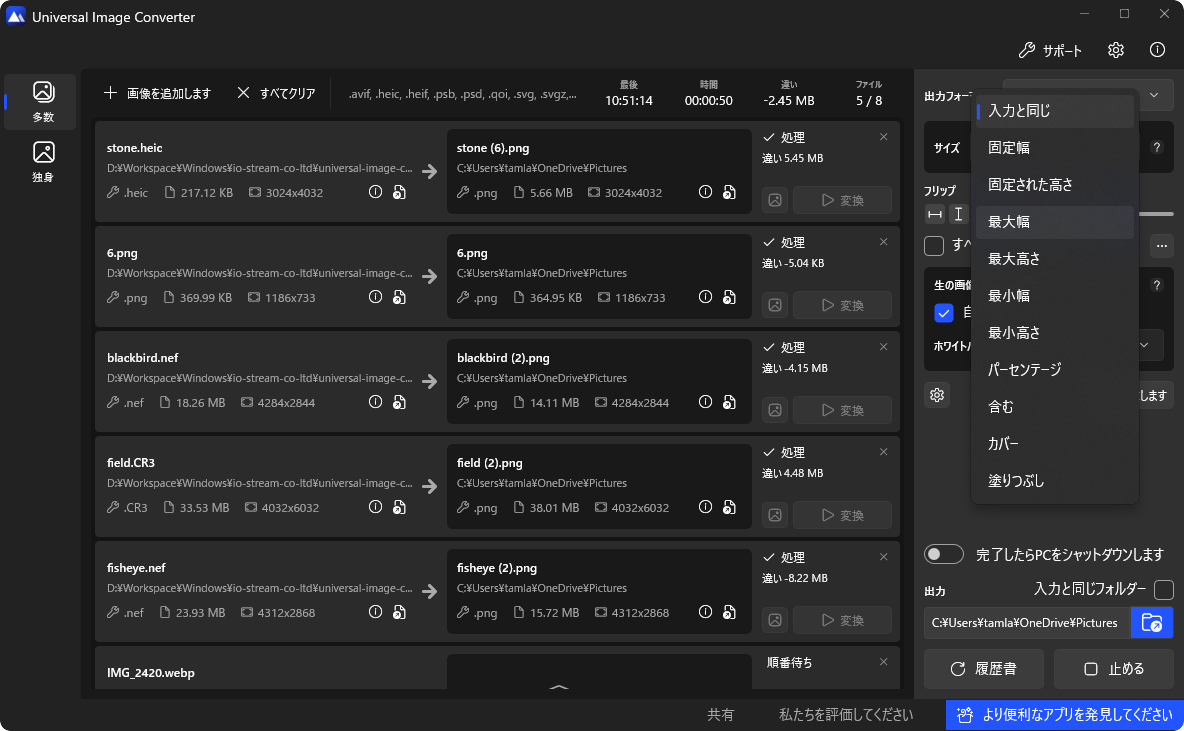 Universal Image Converter
サポート
多数
独身
画像を追加します
すべてクリア
.avif, .heic, .heif, .psb, .psd, .qoi, .svg, .svgz,...
最後
10:51:14
時間
00:00:50
違い
-2.45 MB
ファイル
5 / 8
stone.heic
D:¥Workspace¥Windows¥io-stream-co-ltd¥universal-image-c...
.heic
217.12 KB
3024x4032
stone (6).png
C:¥Users¥tamla¥OneDrive¥Pictures
.png
5.66 MB
3024x4032
処理
違い 5.45 MB
変換
6.png
D:¥Workspace¥Windows¥io-stream-co-ltd¥universal-image-c...
.png
369.99 KB
1186x733
6.png
C:¥Users¥tamla¥OneDrive¥Pictures
.png
364.95 KB
1186x733
処理
違い -5.04 KB
変換
blackbird.nef
D:¥Workspace¥Windows¥io-stream-co-ltd¥universal-image-c...
.nef
18.26 MB
4284x2844
blackbird (2).png
C:¥Users¥tamla¥OneDrive¥Pictures
.png
14.11 MB
4284x2844
処理
違い -4.15 MB
変換
field.CR3
D:¥Workspace¥Windows¥io-stream-co-ltd¥universal-image-c...
.CR3
33.53 MB
4032x6032
field (2).png
C:¥Users¥tamla¥OneDrive¥Pictures
.png
38.01 MB
4032x6032
処理
違い 4.48 MB
変換
fisheye.nef
D:¥Workspace¥Windows¥io-stream-co-ltd¥universal-image-c...
.nef
23.93 MB
4312x2868
fisheye (2).png
C:¥Users¥tamla¥OneDrive¥Pictures
.png
15.72 MB
4312x2868
処理
違い -8.22 MB
変換
IMG_2420.webp
順番待ち
出力フォー
サイズ
?
フリップ
すべ
...
生の画像
?
自
ホワイトバ
します
入力と同じ
固定幅
固定された高さ
最大幅
最大高さ
最小幅
最小高さ
パーセンテージ
含む
カバー
塗りつぶし
完了したらPCをシャットダウンします
出力
入力と同じフォルダー
C:¥Users¥tamla¥OneDrive¥Pictures
履歴書
止める
共有
私たちを評価してください
より便利なアプリを発見してください